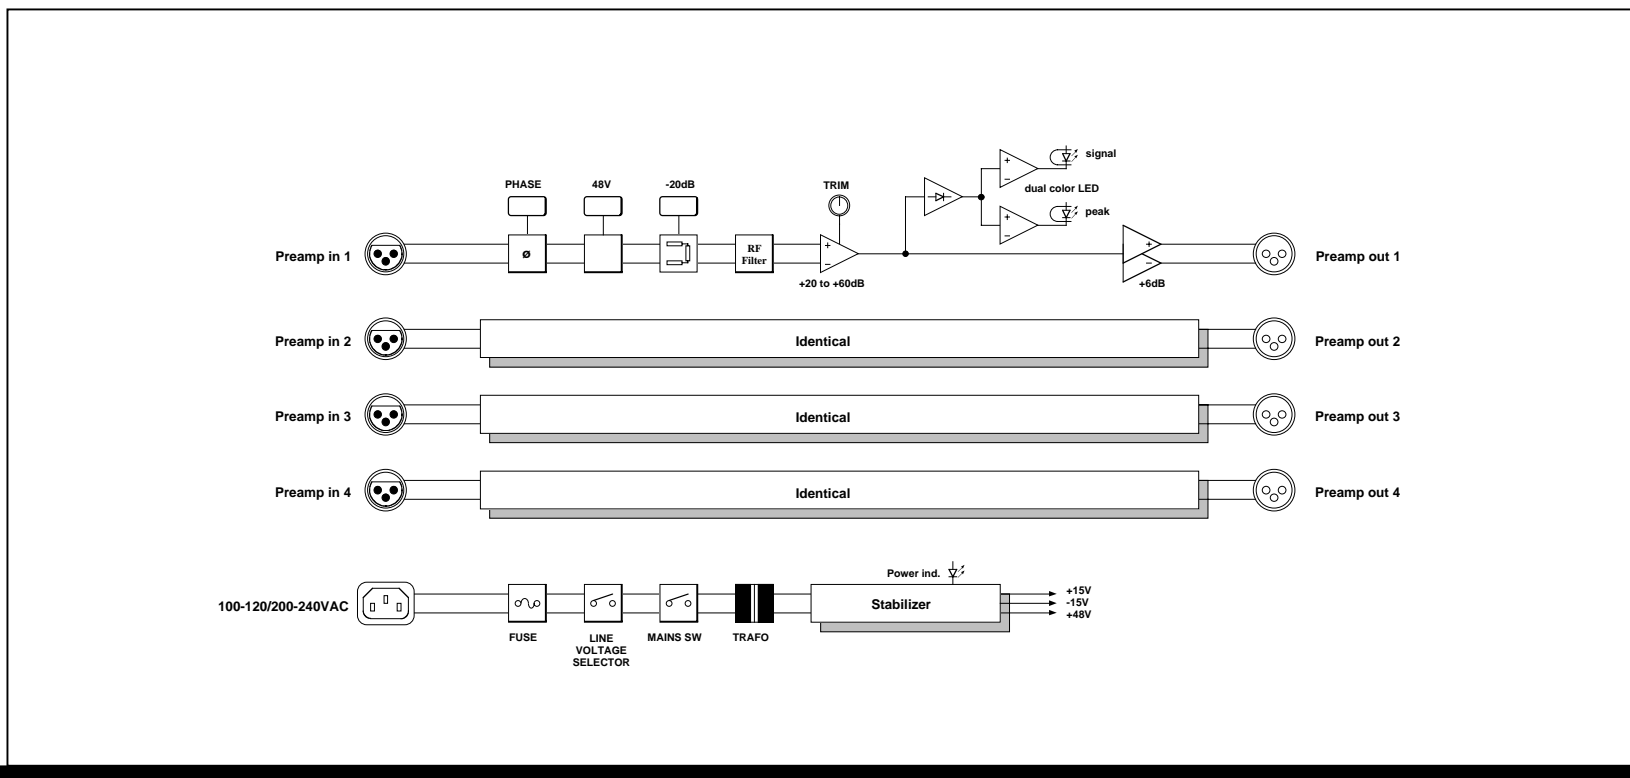 signal
dual color LED
peak
PHASE
48V
-20dB
TRIM
Preamp in 1
ø
RF
Filter
+
−
+
−
+
−
+
−
+20 to +60dB
+6dB
Preamp out 1
Preamp in 2
Identical
Preamp out 2
Preamp in 3
Identical
Preamp out 3
Preamp in 4
Identical
Preamp out 4
100-120/200-240VAC
Power ind.
Stabilizer
+15V
-15V
+48V
FUSE
LINE
VOLTAGE
SELECTOR
MAINS SW
TRAFO